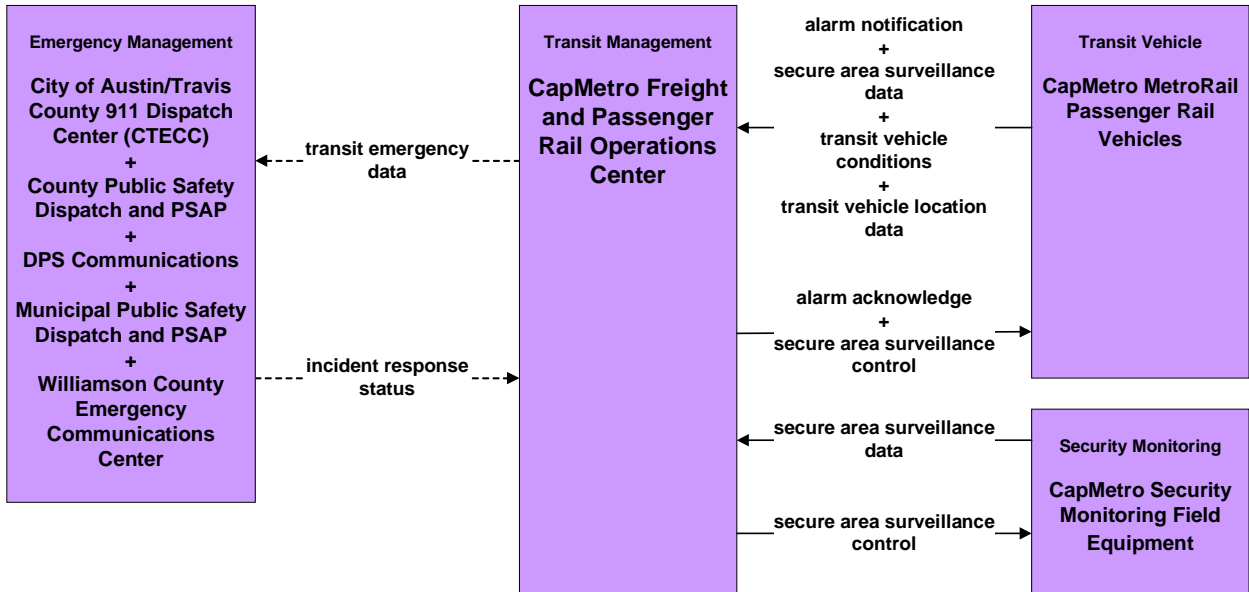 Emergency Management
City of Austin/Travis
County 911 Dispatch
Center (CTECC)
+
County Public Safety
Dispatch and PSAP
+
DPS Communications
+
Municipal Public Safety
Dispatch and PSAP
+
Williamson County
Emergency
Communications
Center
transit emergency
data
incident response
status
Transit Management
CapMetro Freight
and Passenger
Rail Operations
Center
alarm notification
+
secure area surveillance
data
+
transit vehicle
conditions
+
transit vehicle location
data
alarm acknowledge
+
secure area surveillance
control
secure area surveillance
data
secure area surveillance
control
Transit Vehicle
CapMetro MetroRail
Passenger Rail
Vehicles
Security Monitoring
CapMetro Security
Monitoring Field
Equipment